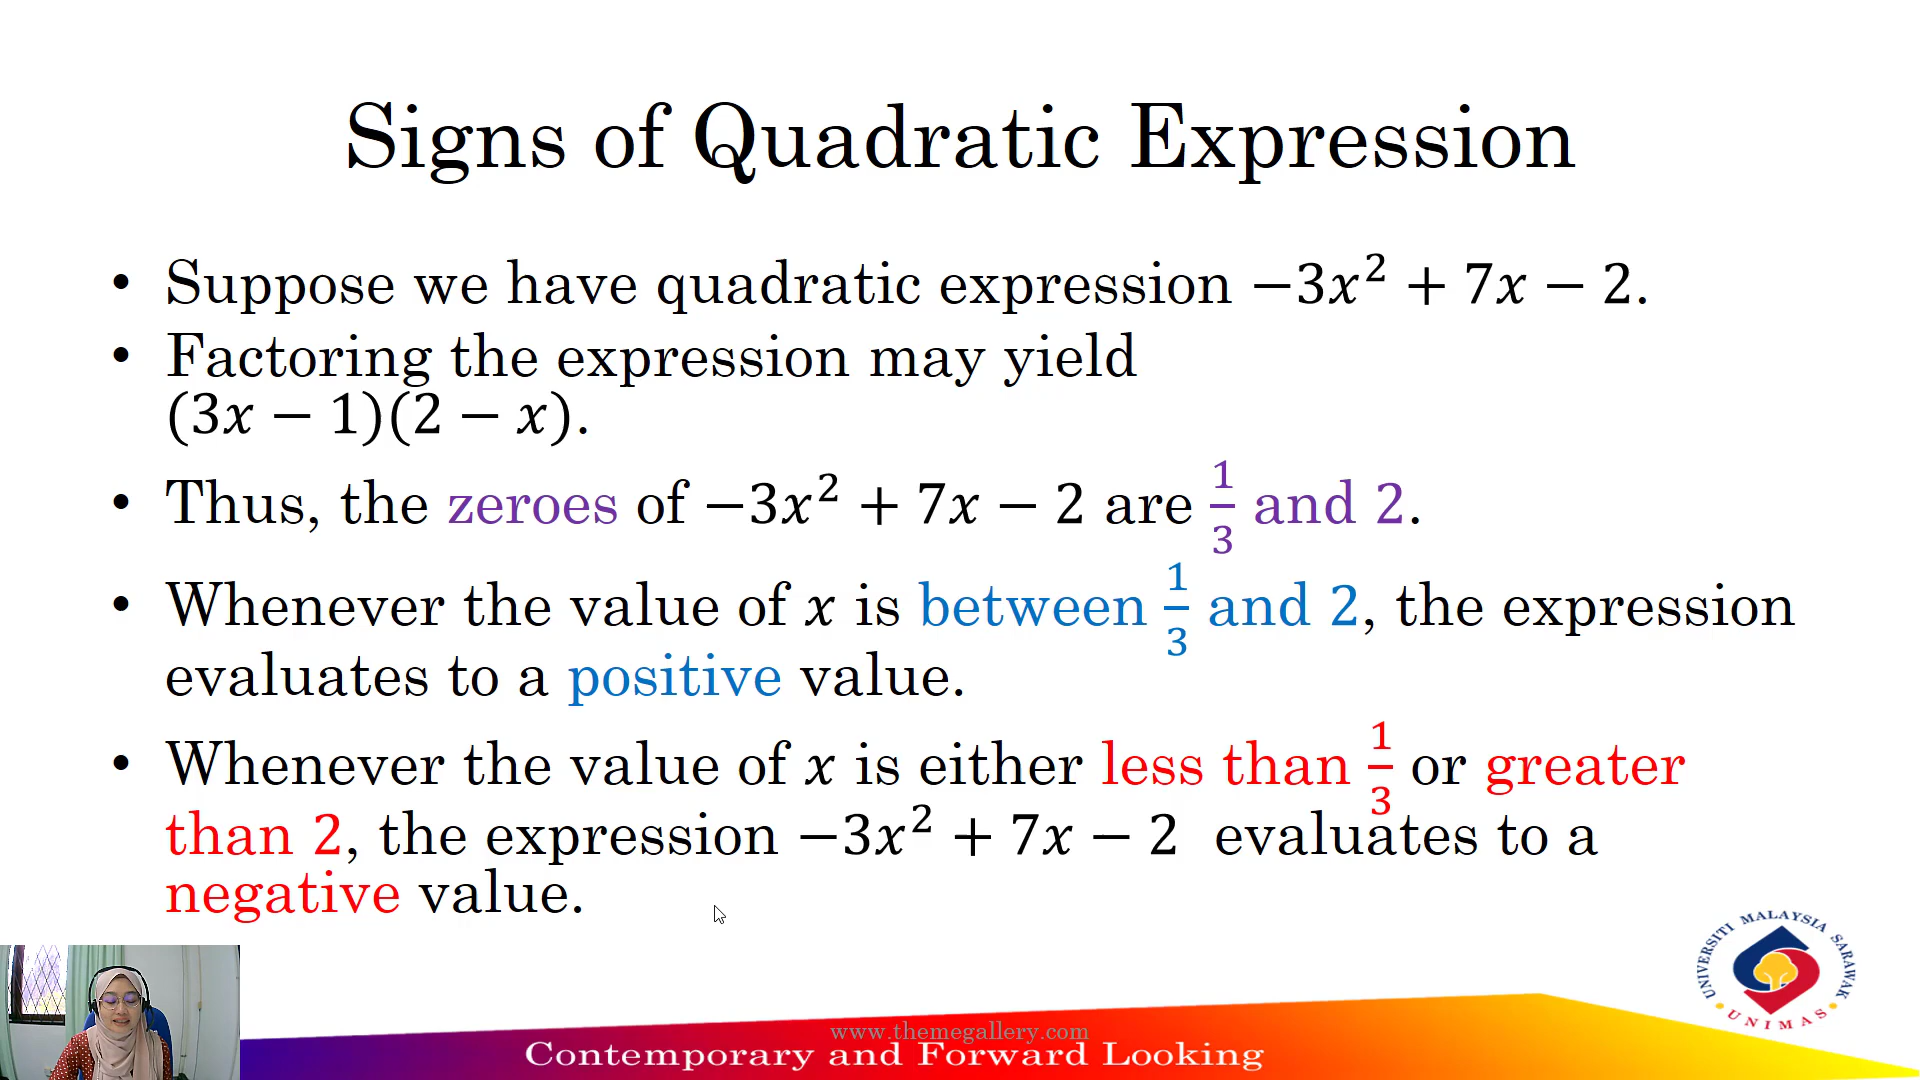 Signs of Quadratic Expression
• Suppose we have quadratic expression −3x² + 7x − 2.
• Factoring the expression may yield
(3x − 1)(2 − x).
• Thus, the zeroes of −3x² + 7x − 2 are 1/3 and 2.
• Whenever the value of x is between 1/3 and 2, the expression
evaluates to a positive value.
• Whenever the value of x is either less than 1/3 or greater
than 2, the expression −3x² + 7x − 2 evaluates to a
negative value.
UNIVERSITI MALAYSIA SARAWAK
UNIMAS
www.themegallery.com
Contemporary and Forward Looking